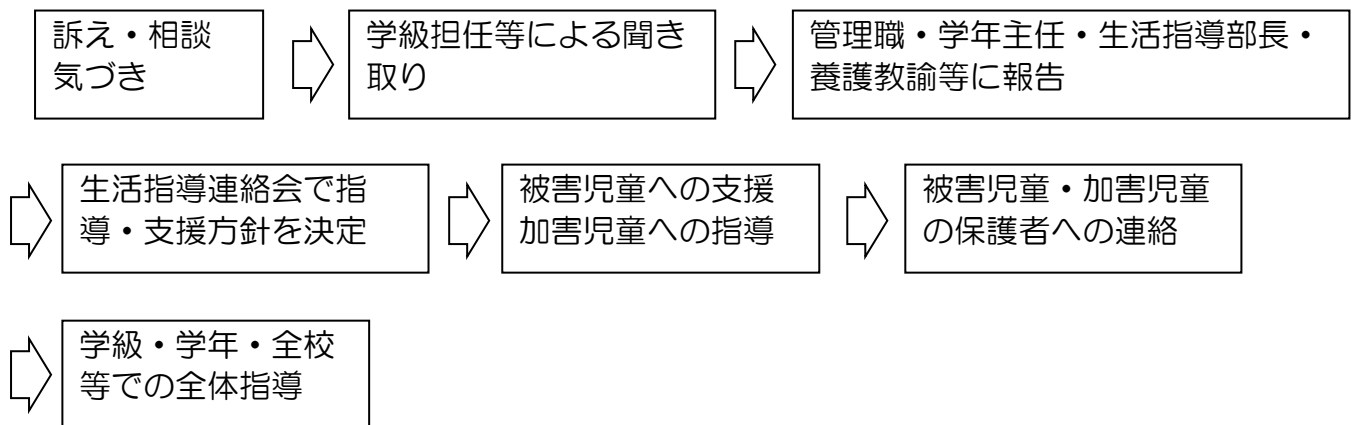 訴え・相談
気づき
学級担任等による聞き
取り
管理職・学年主任・生活指導部長・
養護教諭等に報告
生活指導連絡会で指
導・支援方針を決定
被害児童への支援
加害児童への指導
被害児童・加害児童
の保護者への連絡
学級・学年・全校
等での全体指導